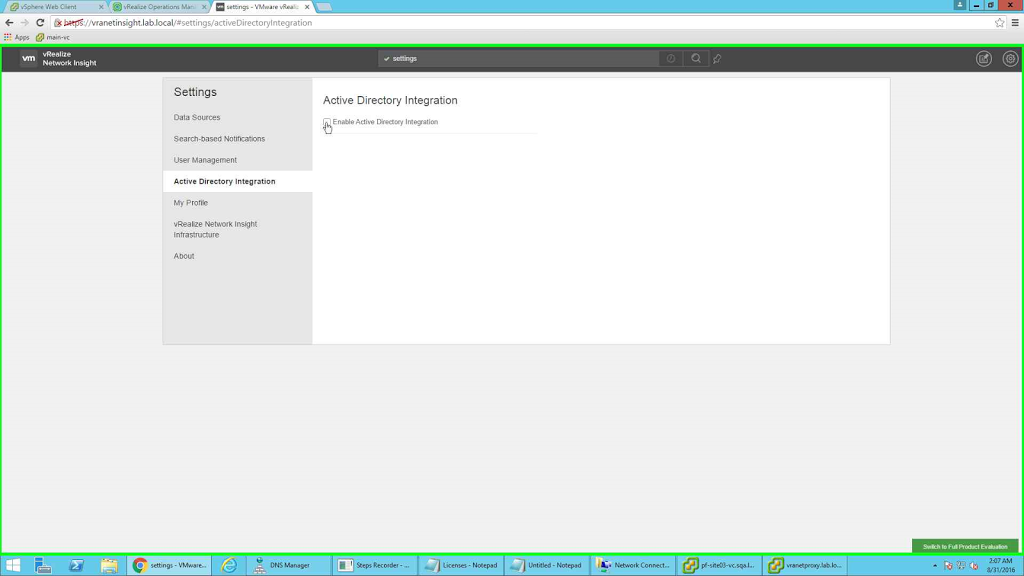 vSphere Web Client
vRealize Operations Man
settings - VMware vReali
https://vranetinsight.lab.local/#settings/activeDirectoryIntegration
Apps
main-vc
vm
vRealize
Network Insight
settings
Settings
Data Sources
Search-based Notifications
User Management
Active Directory Integration
My Profile
vRealize Network Insight
Infrastructure
About
Active Directory Integration
Enable Active Directory Integration
Switch to Full Product Evaluation
settings - VMware...
DNS Manager
Steps Recorder - ...
Licenses - Notepad
Untitled - Notepad
Network Connect...
pf-site03-vc.sqa.l...
vranetproxy.lab.lo...
2:07 AM
8/31/2016